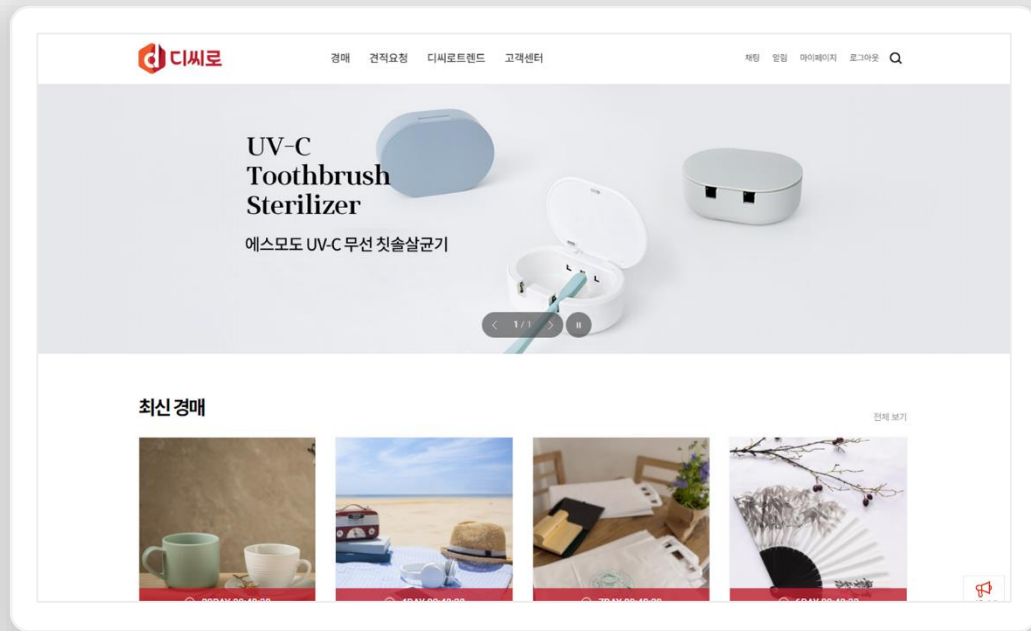 디씨로
경매 견적요청 디씨로트렌드 고객센터
채팅 알림 마이페이지 로그아웃
UV-C
Toothbrush
Sterilizer
에스모도 UV-C 무선 칫솔살균기
1 / 1
최신 경매
전체 보기